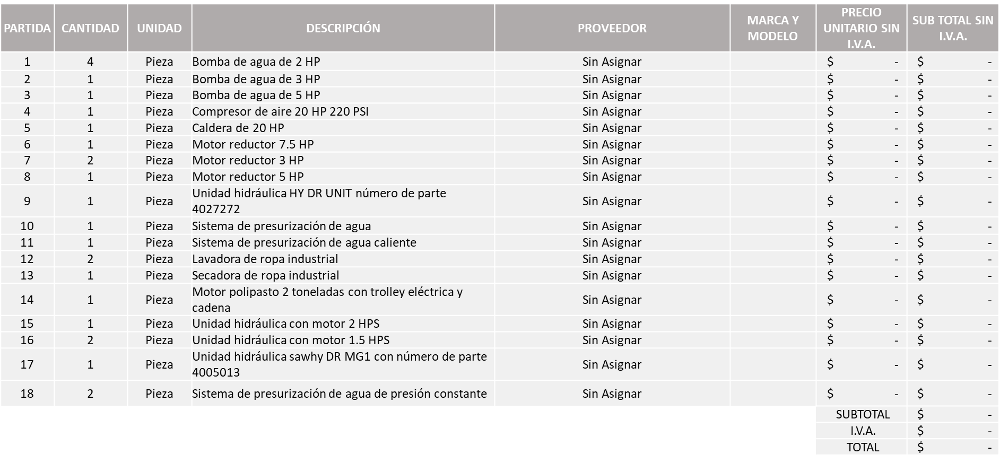 PARTIDA CANTIDAD UNIDAD DESCRIPCIÓN PROVEEDOR MARCA Y MODELO PRECIO UNITARIO SIN I.V.A. SUB TOTAL SIN I.V.A.
1 4 Pieza Bomba de agua de 2 HP Sin Asignar $ - $ -
2 1 Pieza Bomba de agua de 3 HP Sin Asignar $ - $ -
3 1 Pieza Bomba de agua de 5 HP Sin Asignar $ - $ -
4 1 Pieza Compresor de aire 20 HP 220 PSI Sin Asignar $ - $ -
5 1 Pieza Caldera de 20 HP Sin Asignar $ - $ -
6 1 Pieza Motor reductor 7.5 HP Sin Asignar $ - $ -
7 2 Pieza Motor reductor 3 HP Sin Asignar $ - $ -
8 1 Pieza Motor reductor 5 HP Sin Asignar $ - $ -
9 1 Pieza Unidad hidráulica HY DR UNIT número de parte 4027272 Sin Asignar $ - $ -
10 1 Pieza Sistema de presurización de agua Sin Asignar $ - $ -
11 1 Pieza Sistema de presurización de agua caliente Sin Asignar $ - $ -
12 2 Pieza Lavadora de ropa industrial Sin Asignar $ - $ -
13 1 Pieza Secadora de ropa industrial Sin Asignar $ - $ -
14 1 Pieza Motor polipasto 2 toneladas con trolley eléctrica y cadena Sin Asignar $ - $ -
15 1 Pieza Unidad hidráulica con motor 2 HPS Sin Asignar $ - $ -
16 2 Pieza Unidad hidráulica con motor 1.5 HPS Sin Asignar $ - $ -
17 1 Pieza Unidad hidráulica sawhy DR MG1 con número de parte 4005013 Sin Asignar $ - $ -
18 2 Pieza Sistema de presurización de agua de presión constante Sin Asignar $ - $ -
SUBTOTAL $ -
I.V.A. $ -
TOTAL $ -